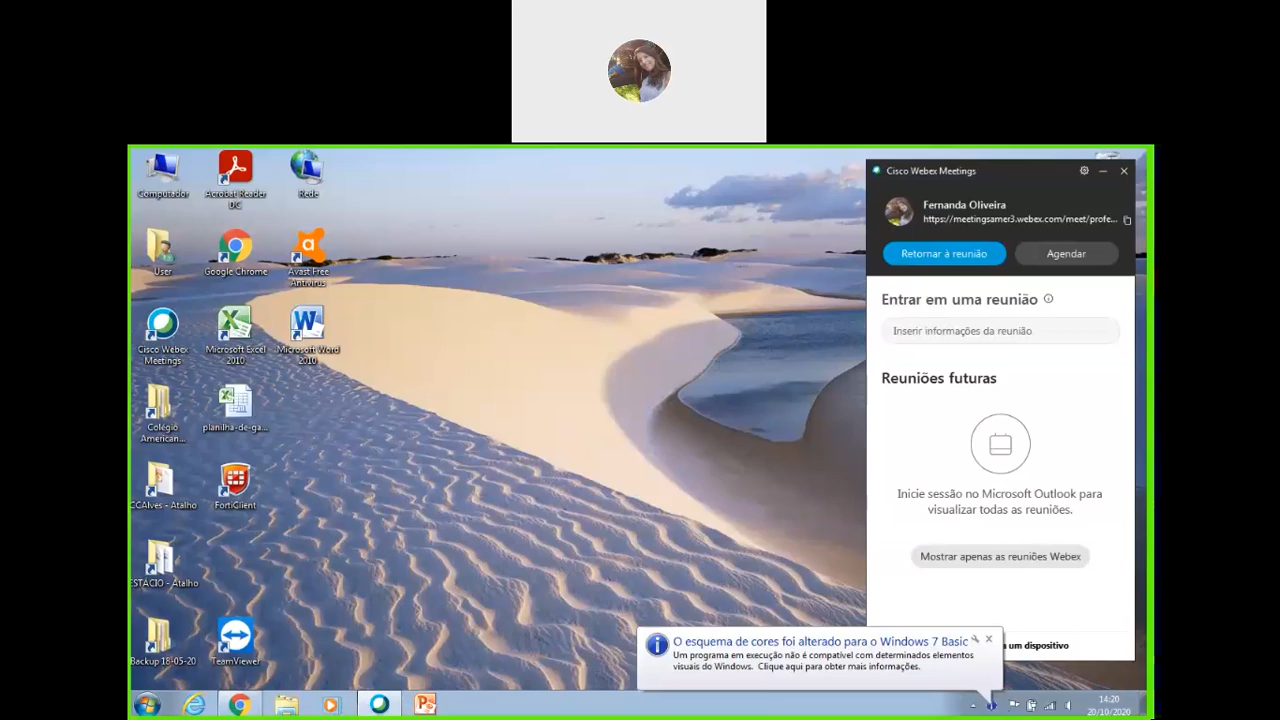 Computador
Acrobat Reader
DC
Rede
User
Google Chrome
Avast Free
Antivirus
Cisco Webex
Meetings
Microsoft Excel
2010
Microsoft Word
2010
Colégio
American...
planilha-de-ga...
CCAlves - Atalho
FortiClient
ESTÁCIO - Atalho
Backup 18-05-20
TeamViewer
Cisco Webex Meetings
Fernanda Oliveira
https://meetingsamer3.webex.com/meet/profe...
Retornar à reunião
Agendar
Entrar em uma reunião
Inserir informações da reunião
Reuniões futuras
Inicie sessão no Microsoft Outlook para
visualizar todas as reuniões.
Mostrar apenas as reuniões Webex
um dispositivo
O esquema de cores foi alterado para o Windows 7 Basic
Um programa em execução não é compatível com determinados elementos
visuais do Windows. Clique aqui para obter mais informações.
14:20
20/10/2020